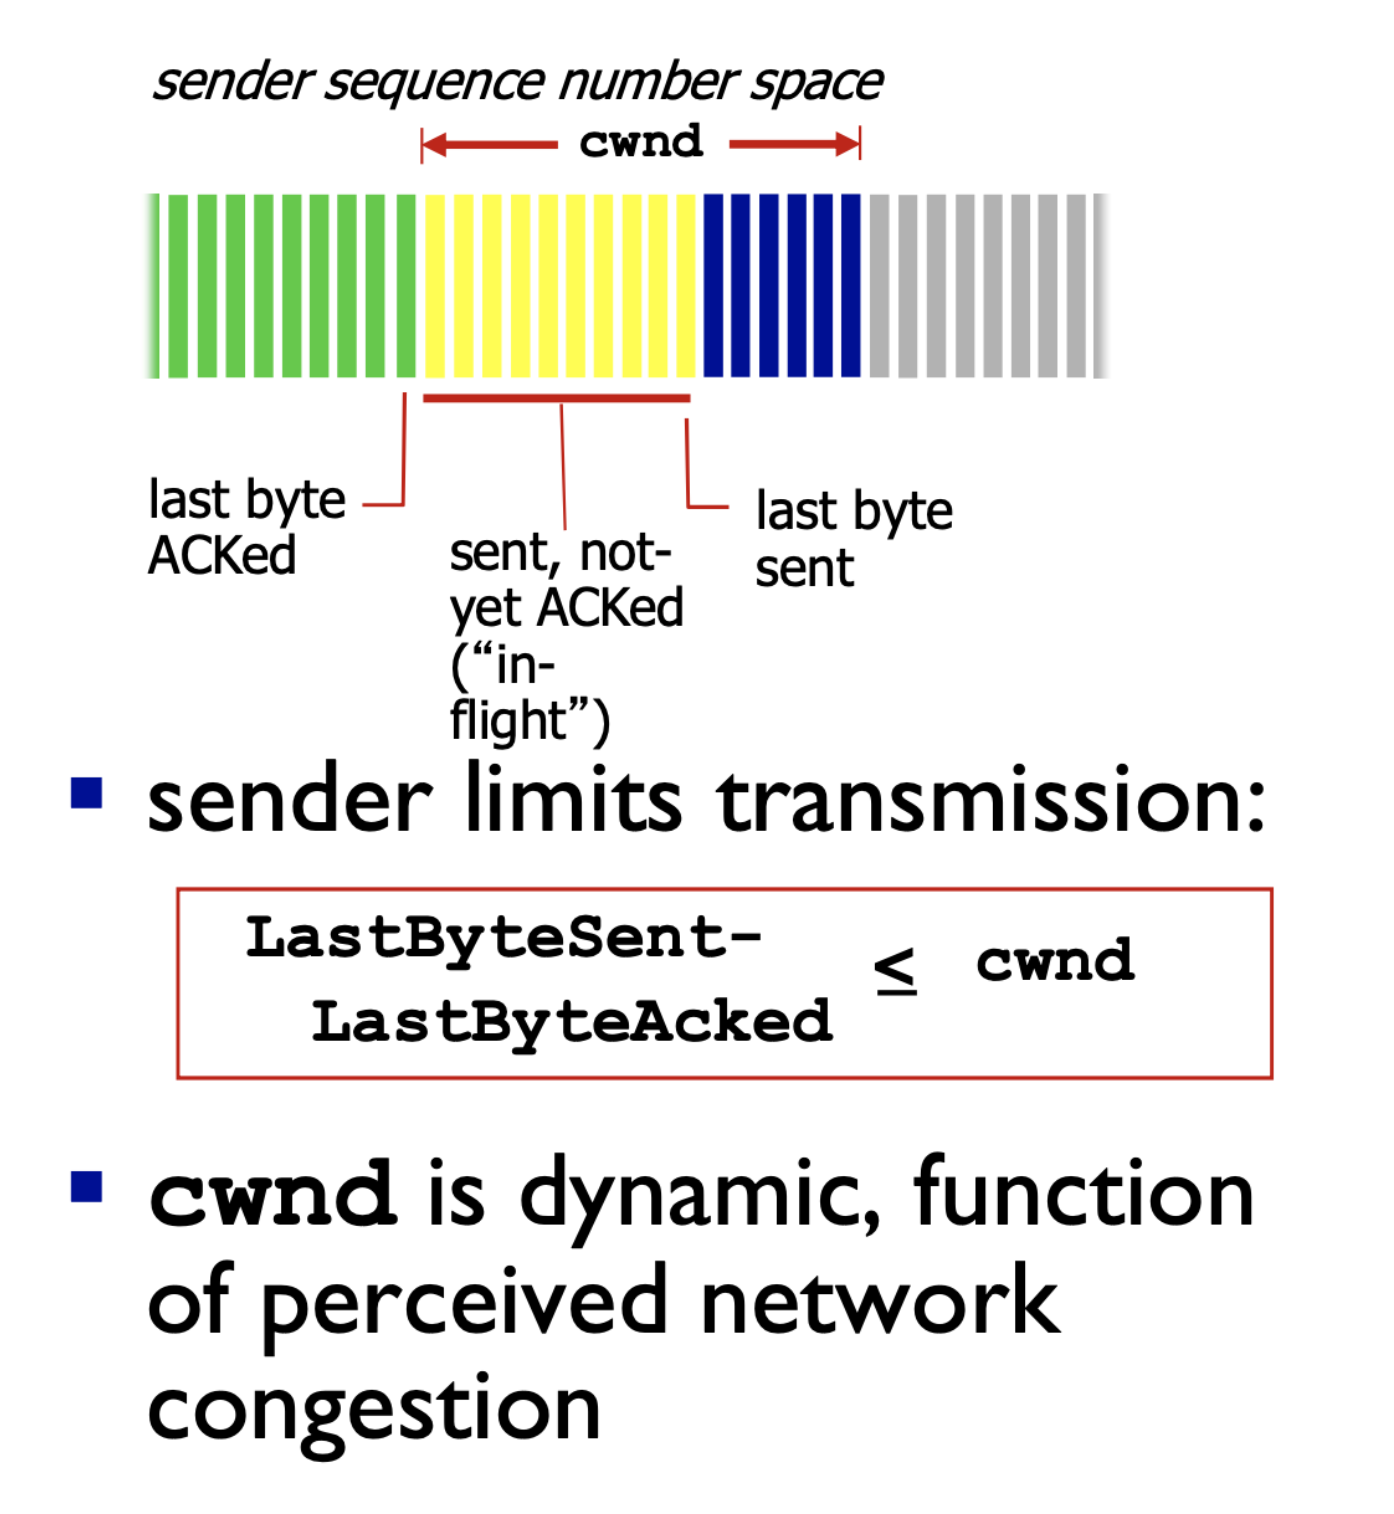 sender sequence number space
cwnd
last byte
ACKed
sent, not-
yet ACKed
(“in-
flight”)
last byte
sent
■ sender limits transmission:
LastByteSent-
LastByteAcked
≤ cwnd
■ cwnd is dynamic, function
of perceived network
congestion